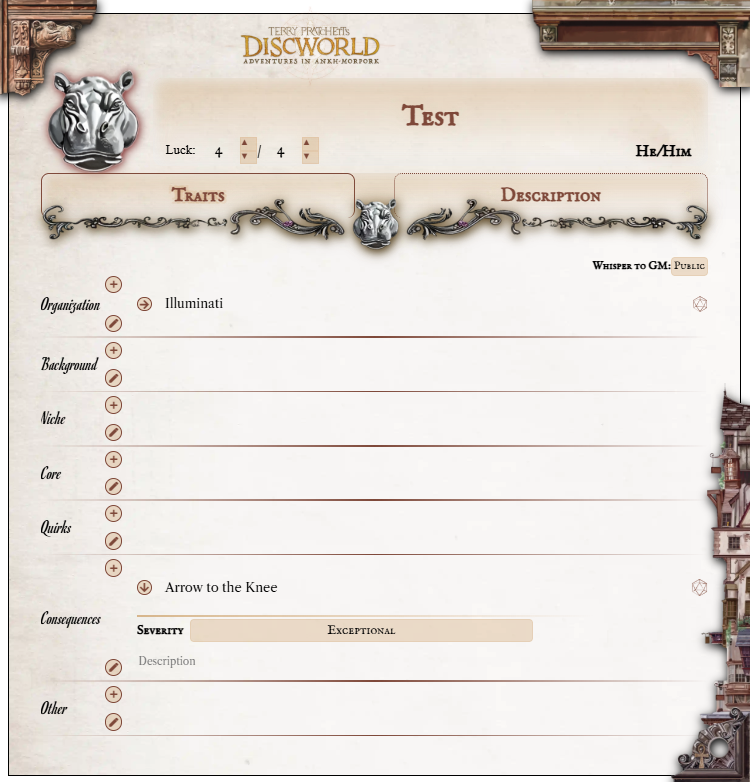 TERRY PRATCHETT's
DISCWORLD
ADVENTURES IN ANKH-MORPORK
Test
Luck: 4 / 4
He/Him
Traits
Description
Whisper to GM: Public
Organization
Illuminati
Background
Niche
Core
Quirks
Consequences
Arrow to the Knee
Severity Exceptional
Description
Other